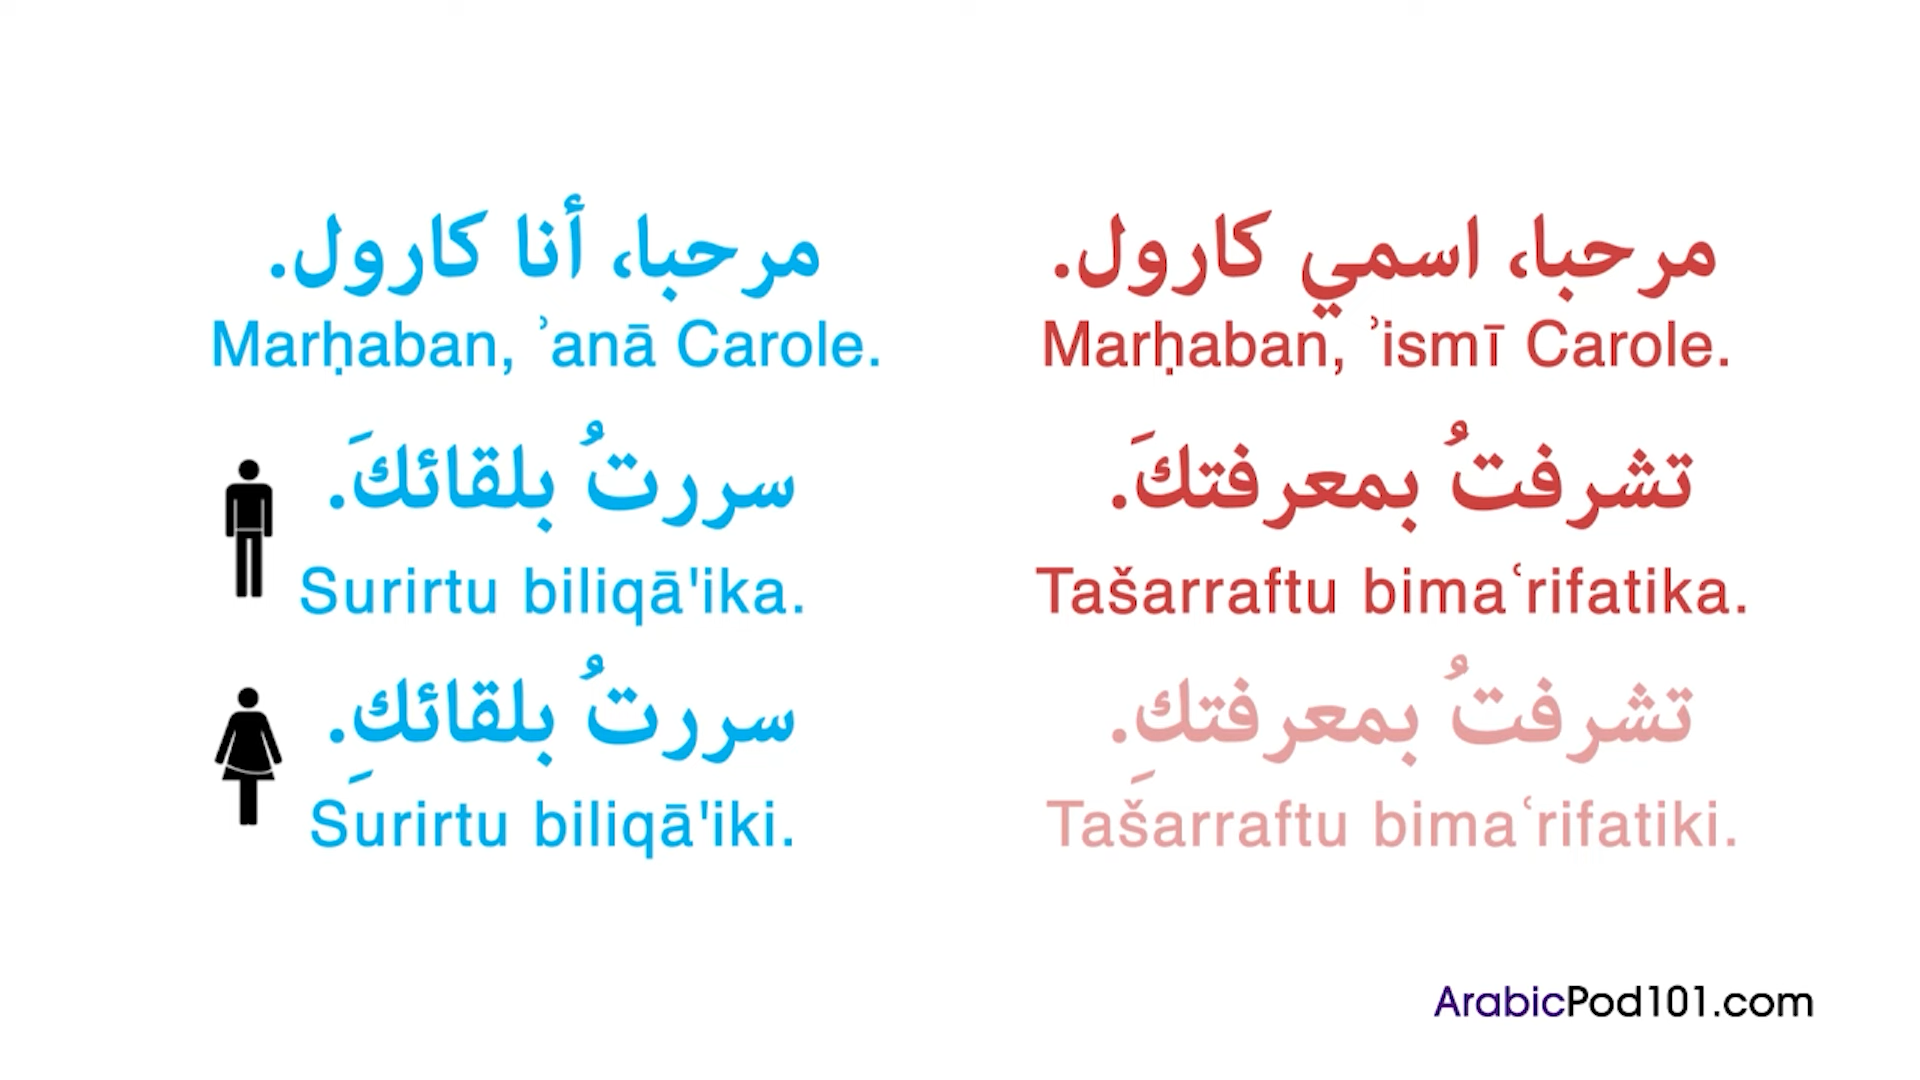 مرحبا، أنا كارول.
Marḥaban, ʾanā Carole.
سررتُ بلقائكَ.
Surirtu biliqā'ika.
سررتُ بلقائكِ.
Surirtu biliqā'iki.
مرحبا، اسمي كارول.
Marḥaban, ʾismī Carole.
تشرفتُ بمعرفتكَ.
Tašarraftu bimaʿrifatika.
تشرفتُ بمعرفتكِ.
Tašarraftu bimaʿrifatiki.
ArabicPod101.com